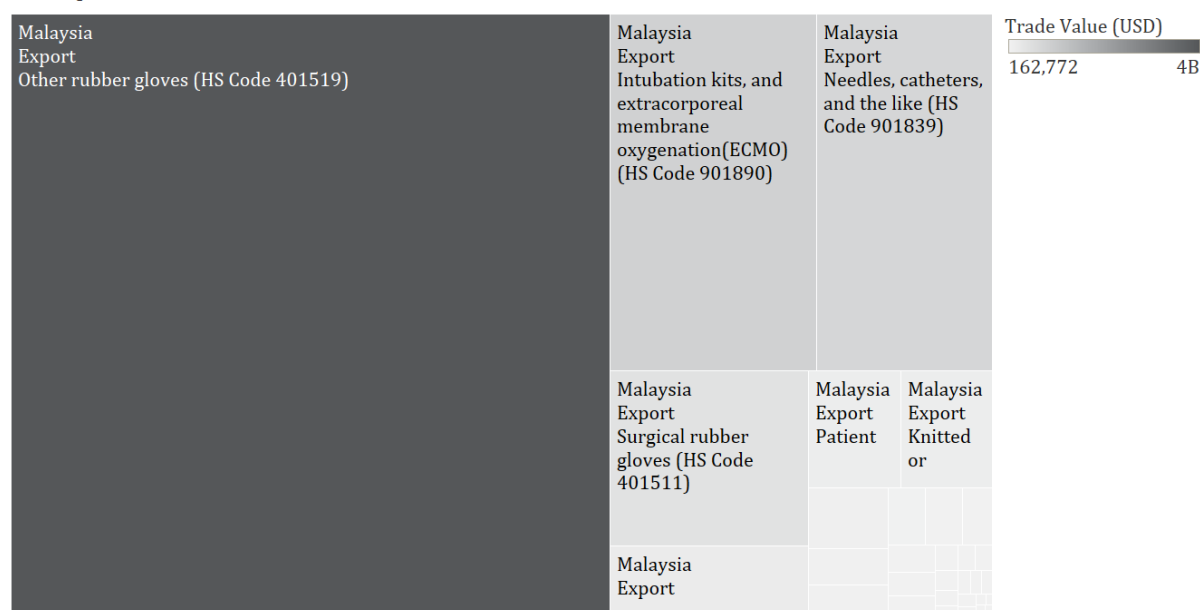 Malaysia
Export
Other rubber gloves (HS Code 401519)
Malaysia
Export
Intubation kits, and
extracorporeal
membrane
oxygenation(ECMO)
(HS Code 901890)
Malaysia
Export
Needles, catheters,
and the like (HS
Code 901839)
Malaysia
Export
Surgical rubber
gloves (HS Code
401511)
Malaysia
Export
Patient
Malaysia
Export
Knitted
or
Malaysia
Export
Trade Value (USD)
162,772 4B